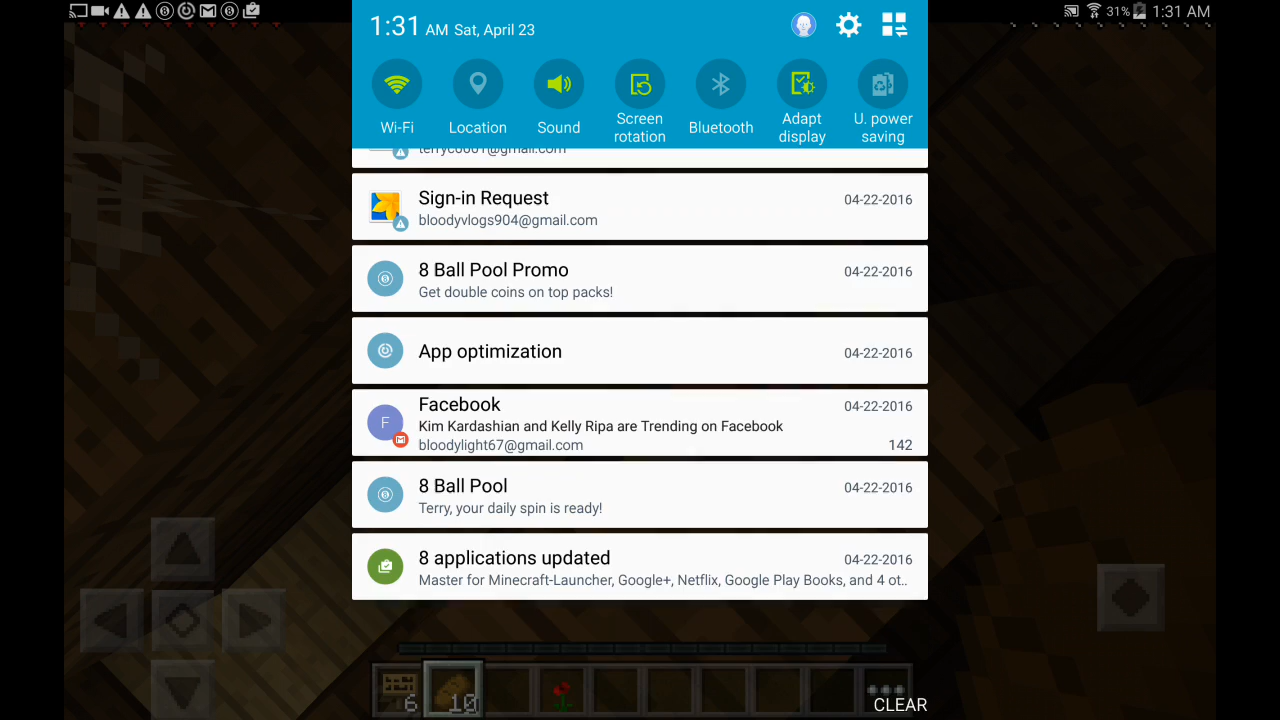 31% 1:31 AM
1:31 AM Sat, April 23
Wi-Fi
Location
Sound
Screen
rotation
Bluetooth
Adapt
display
U. power
saving
Sign-in Request 04-22-2016
bloodyvlogs904@gmail.com
8 Ball Pool Promo 04-22-2016
Get double coins on top packs!
App optimization 04-22-2016
F
Facebook 04-22-2016
Kim Kardashian and Kelly Ripa are Trending on Facebook
bloodylight67@gmail.com 142
8 Ball Pool 04-22-2016
Terry, your daily spin is ready!
8 applications updated 04-22-2016
Master for Minecraft-Launcher, Google+, Netflix, Google Play Books, and 4 ot..
6 10
CLEAR